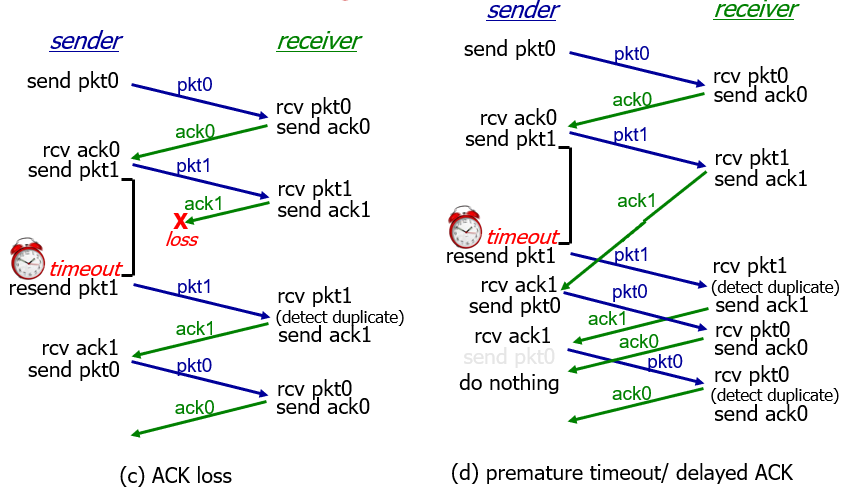 sender
receiver
send pkt0
pkt0
rcv pkt0
send ack0
ack0
rcv ack0
send pkt1
pkt1
rcv pkt1
send ack1
ack1
X
loss
timeout
resend pkt1
pkt1
rcv pkt1
(detect duplicate)
send ack1
ack1
rcv ack1
send pkt0
pkt0
rcv pkt0
send ack0
ack0
(c) ACK loss
sender
receiver
send pkt0
pkt0
rcv pkt0
send ack0
ack0
rcv ack0
send pkt1
pkt1
rcv pkt1
send ack1
ack1
timeout
resend pkt1
pkt1
rcv pkt1
(detect duplicate)
send ack1
rcv ack1
send pkt0
pkt0
ack1
rcv pkt0
send ack0
rcv ack1
send pkt0
do nothing
ack0
pkt0
rcv pkt0
(detect duplicate)
send ack0
ack0
(d) premature timeout/ delayed ACK